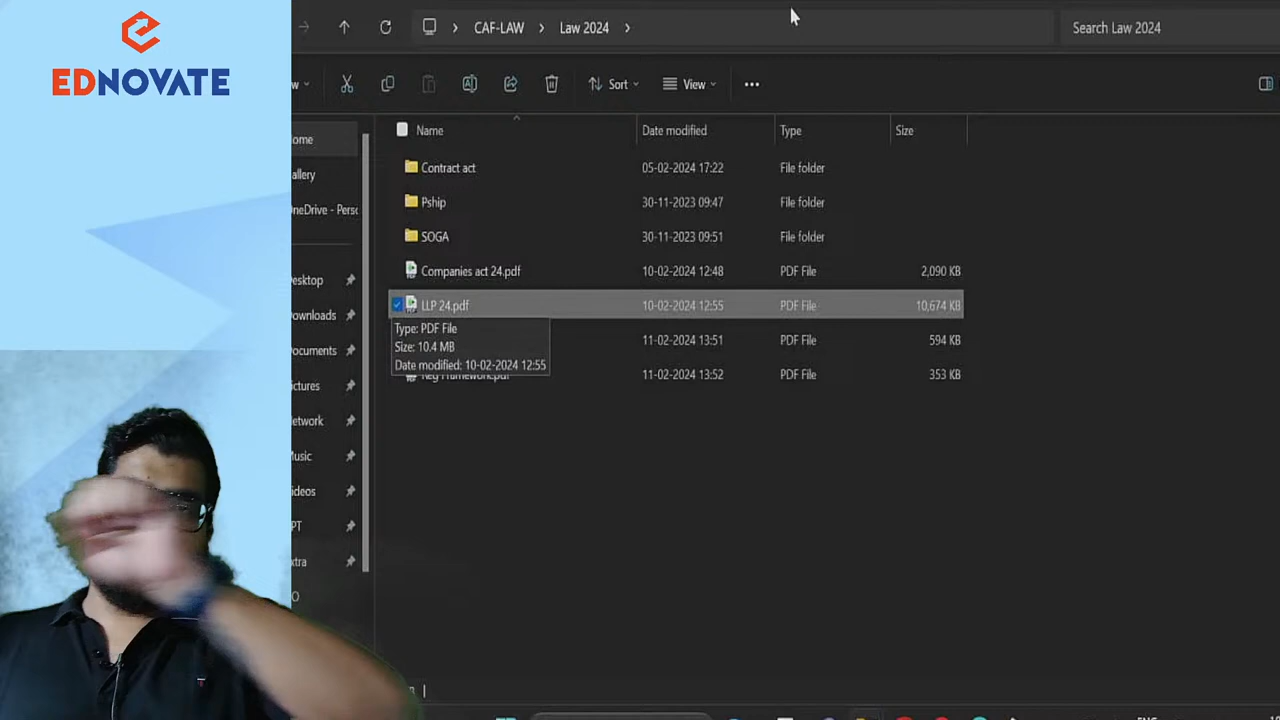 EDNOVATE
CAF-LAW
Law 2024
Search Law 2024
Sort
View
Name
Date modified
Type
Size
Contract act
05-02-2024 17:22
File folder
Pship
30-11-2023 09:47
File folder
SOGA
30-11-2023 09:51
File folder
Companies act 24.pdf
10-02-2024 12:48
PDF File
2,090 KB
LLP 24.pdf
10-02-2024 12:55
PDF File
10,674 KB
Type: PDF File
Size: 10.4 MB
Date modified: 10-02-2024 12:55
11-02-2024 13:51
PDF File
594 KB
11-02-2024 13:52
PDF File
353 KB
ome
allery
OneDrive - Perso
esktop
ownloads
ocuments
ictures
etwork
usic
ideos
PT
xtra